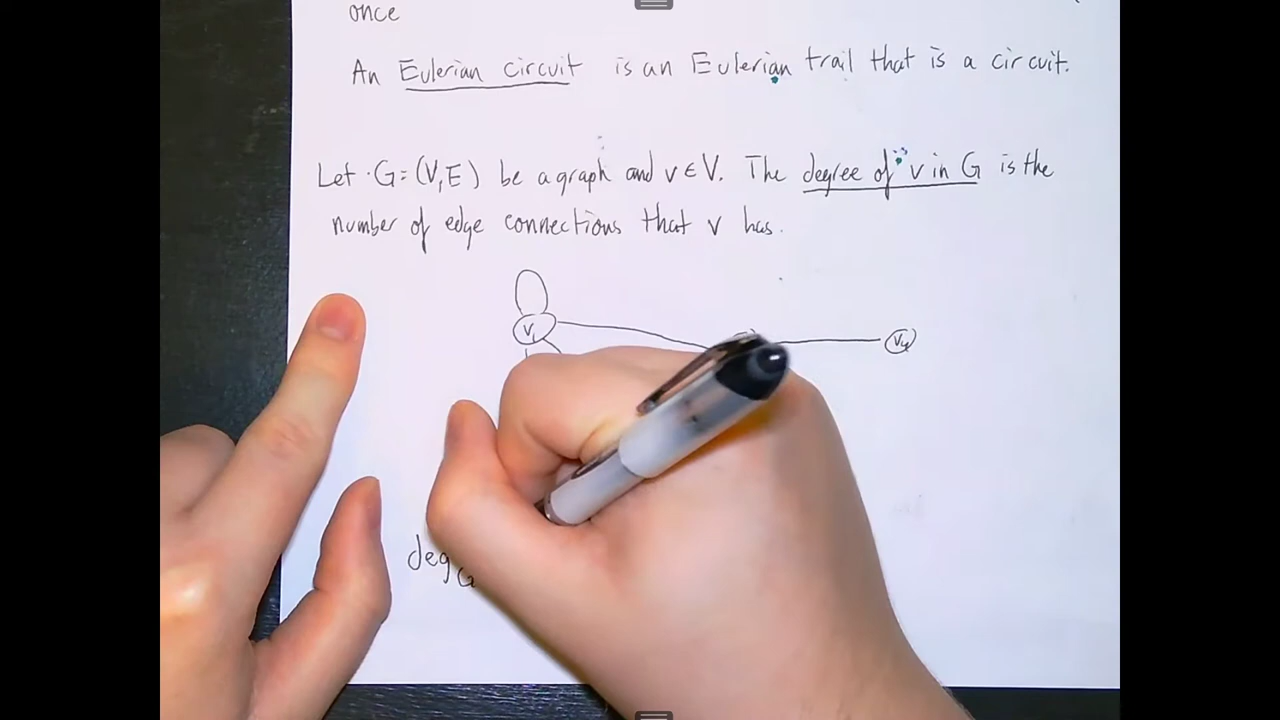 once
An Eulerian circuit is an Eulerian trail that is a circuit.
Let G=(V,E) be a graph and v∈V. The degree of v in G is the
number of edge connections that v has.
V₁
V₄
deg_G